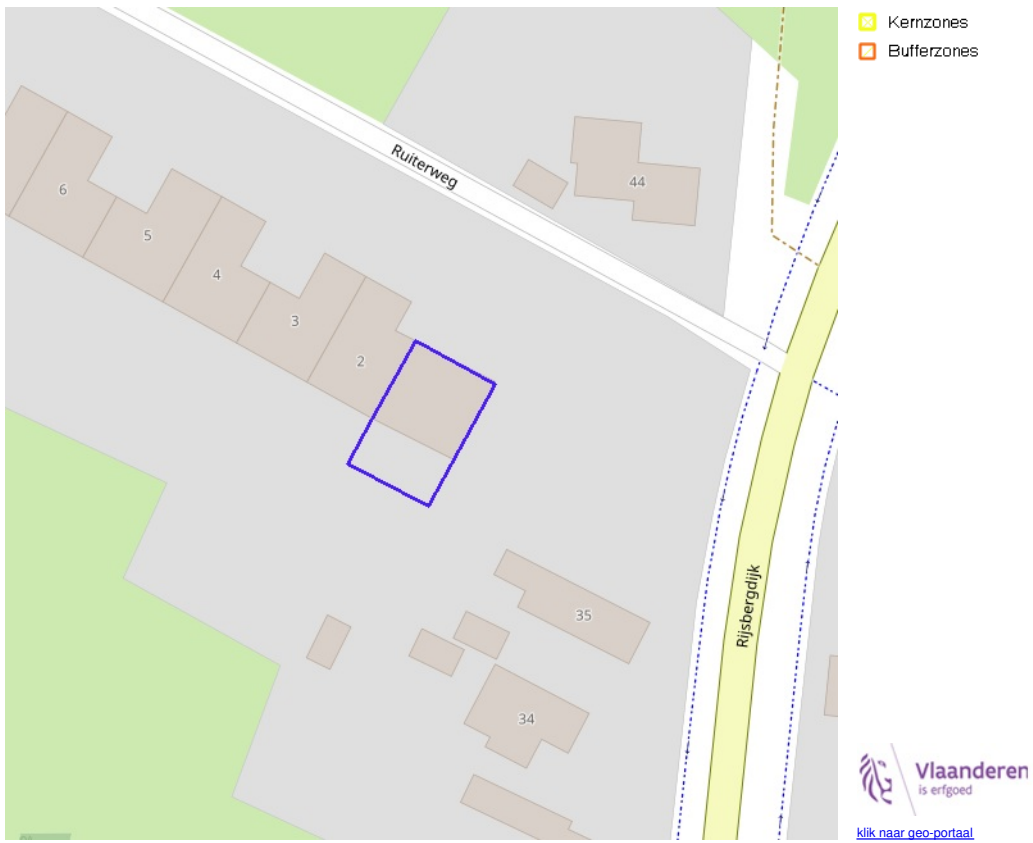 Kernzones
Bufferzones
Ruiterweg
44
6
5
4
3
2
35
Rijsbergdijk
34
Vlaanderen
is erfgoed
klik naar geo-portaal